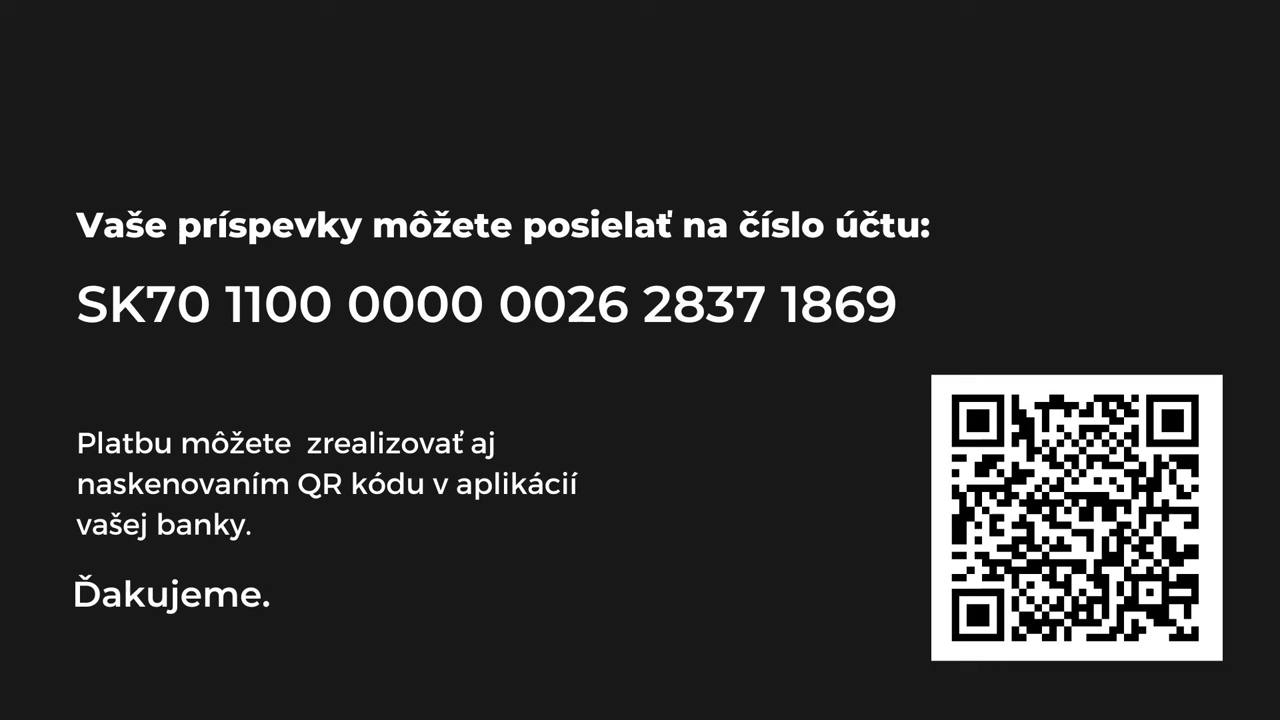 Vaše príspevky môžete posielať na číslo účtu:
SK70 1100 0000 0026 2837 1869
Platbu môžete zrealizovať aj
naskenovaním QR kódu v aplikácií
vašej banky.
Ďakujeme.